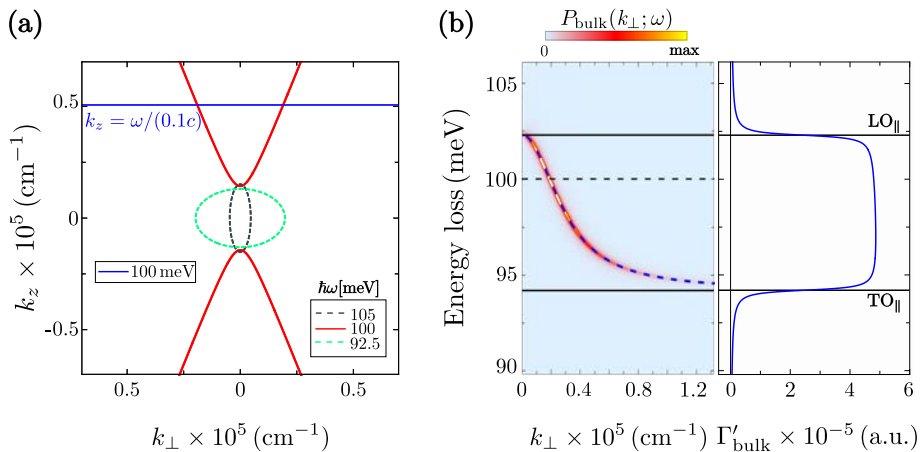 (a)
0.5
0
-0.5
k_z × 10^5 (cm^−1)
k_z = ω/(0.1c)
100 meV
ħω[meV]
105
100
92.5
0.5 0 0.5
k_⊥ × 10^5 (cm^−1)
(b)
P_bulk(k_⊥; ω)
0 max
105
100
95
90
Energy loss (meV)
LO_∥
TO_∥
0 0.4 0.8 1.2
0 2 4 6
k_⊥ × 10^5 (cm^−1)
Γ′_bulk × 10^−5 (a.u.)